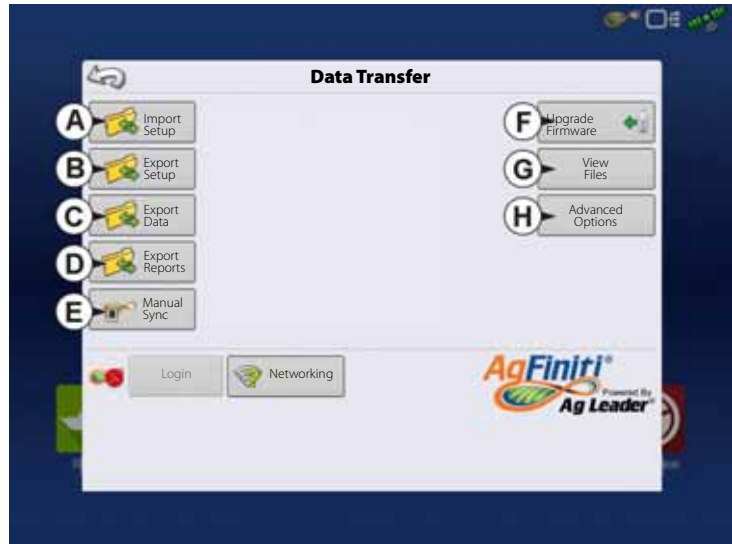 Data Transfer
A
Import
Setup
B
Export
Setup
C
Export
Data
D
Export
Reports
E
Manual
Sync
F
Upgrade
Firmware
G
View
Files
H
Advanced
Options
Login
Networking
AgFiniti®
Powered By
Ag Leader®